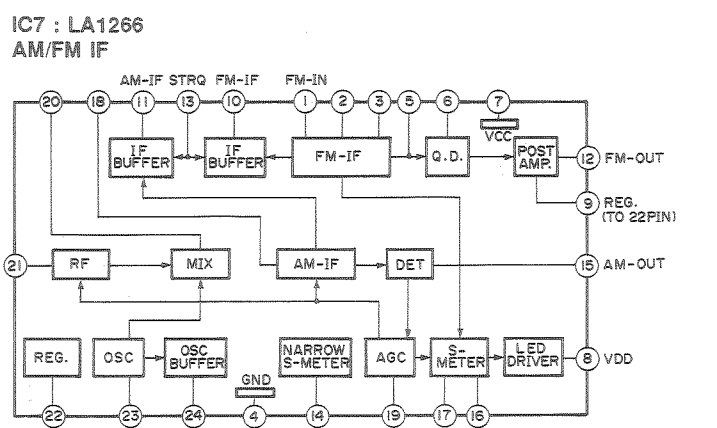 IC7 : LA1266
AM/FM IF
AM-IF STRQ FM-IF FM-IN
20 18 11 13 10 1 2 3 5 6 7
VCC
IF BUFFER
IF BUFFER
FM-IF
Q.D.
POST AMP.
12 FM-OUT
9 REG.
(TO 22PIN)
21 RF MIX AM-IF DET 15 AM-OUT
REG.
OSC
OSC BUFFER
NARROW S-METER
AGC
S-METER
LED DRIVER
8 VDD
GND
22 23 24 4 14 19 17 16